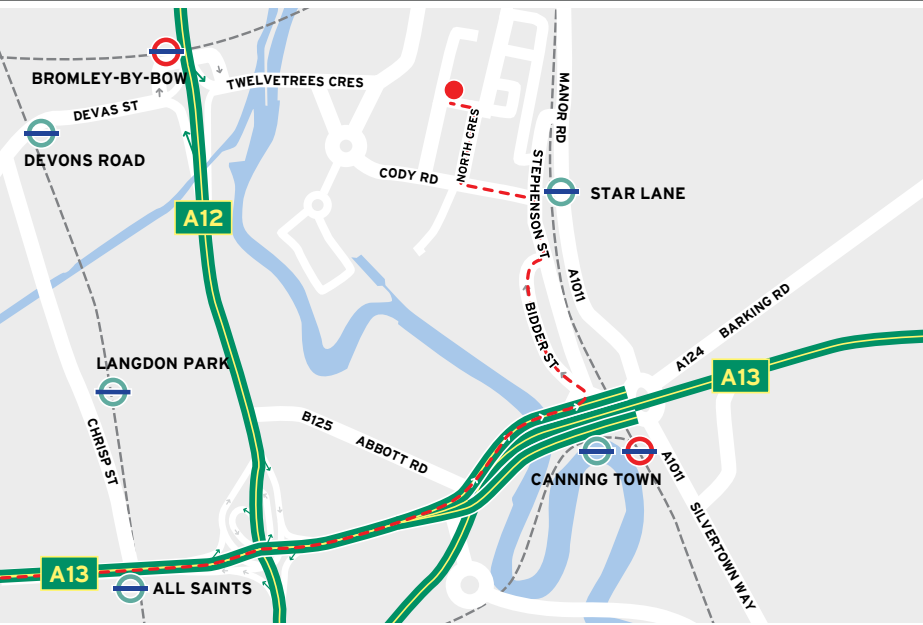 BROMLEY-BY-BOW
TWELVETREES CRES
DEVAS ST
DEVONS ROAD
NORTH CRES
MANOR RD
CODY RD
STEPHENSON ST
STAR LANE
A12
A1011
BARKING RD
BIDDER ST
A124
LANGDON PARK
A13
B125
ABBOTT RD
CHRISP ST
CANNING TOWN
A1011
SILVERTOWN WAY
A13
ALL SAINTS